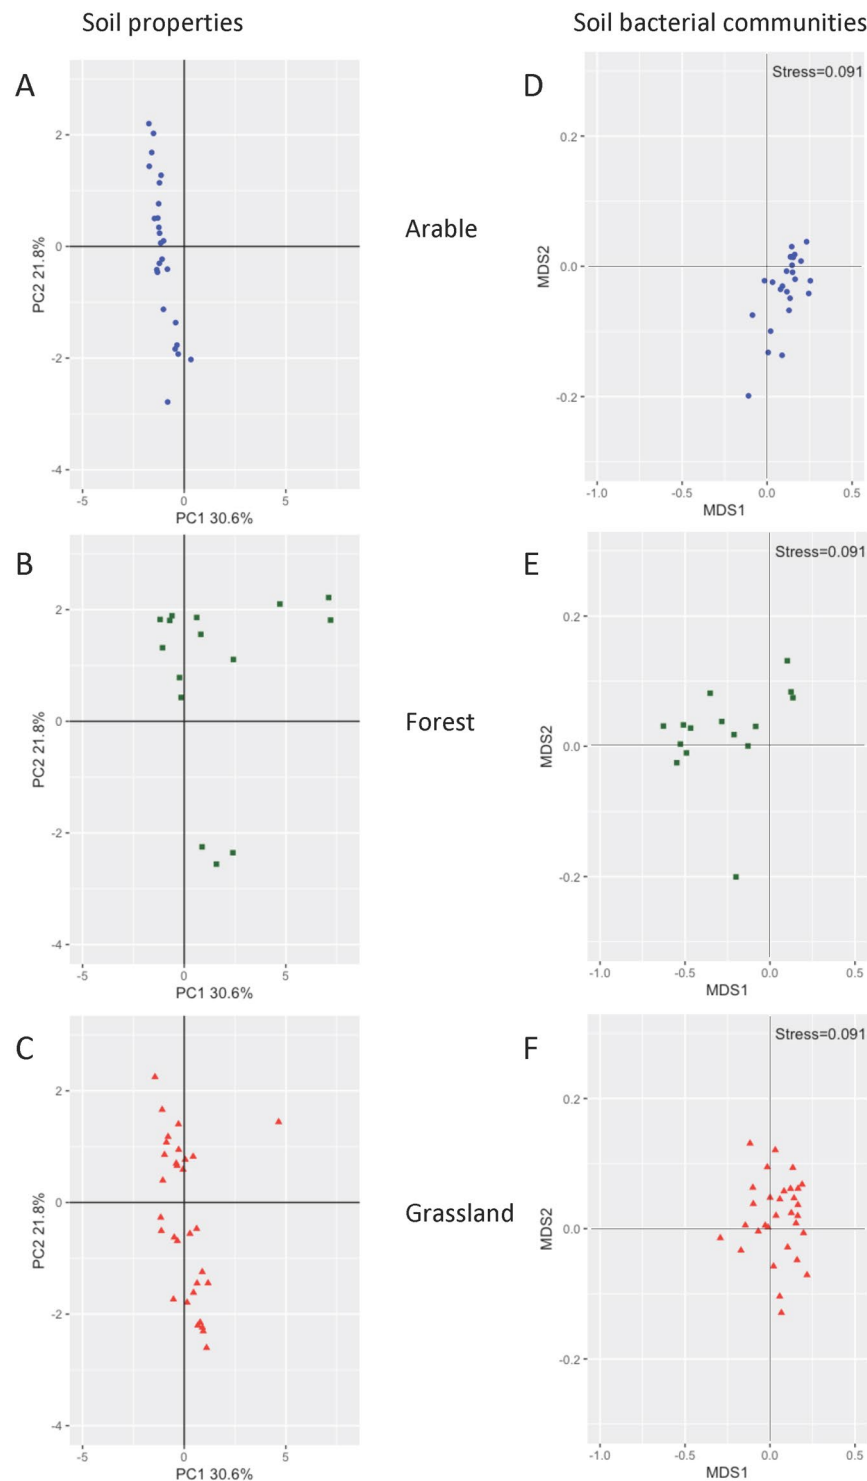 Soil properties
Soil bacterial communities
A
2
0
-2
-4
PC2 21.8%
-5
0
5
PC1 30.6%
Arable
D
Stress=0.091
0.2
0.0
-0.2
MDS2
-1.0
-0.5
0.0
0.5
MDS1
B
2
0
-2
-4
PC2 21.8%
-5
0
5
PC1 30.6%
Forest
E
Stress=0.091
0.2
0.0
-0.2
MDS2
-1.0
-0.5
0.0
0.5
MDS1
C
2
0
-2
-4
PC2 21.8%
-5
0
5
PC1 30.6%
Grassland
F
Stress=0.091
0.2
0.0
-0.2
MDS2
-1.0
-0.5
0.0
0.5
MDS1